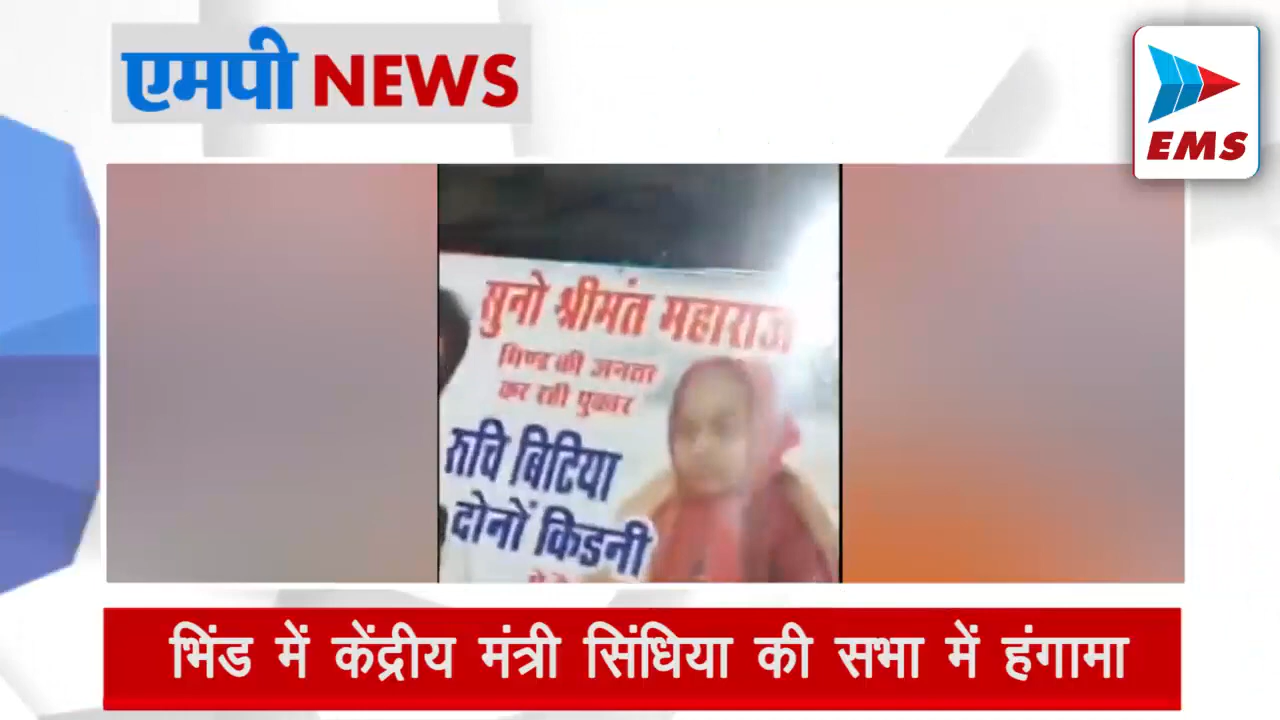 एमपी NEWS
EMS
सुनो श्रीमंत महाराज
भिण्ड की जनता
कर रही पुकार
रुचि बिटिया
दोनों किडनी
भिंड में केंद्रीय मंत्री सिंधिया की सभा में हंगामा